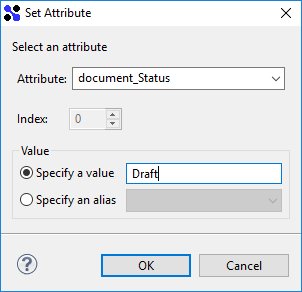 Set Attribute
Select an attribute
Attribute: document_Status
Index: 0
Value
Specify a value Draft
Specify an alias
? OK Cancel